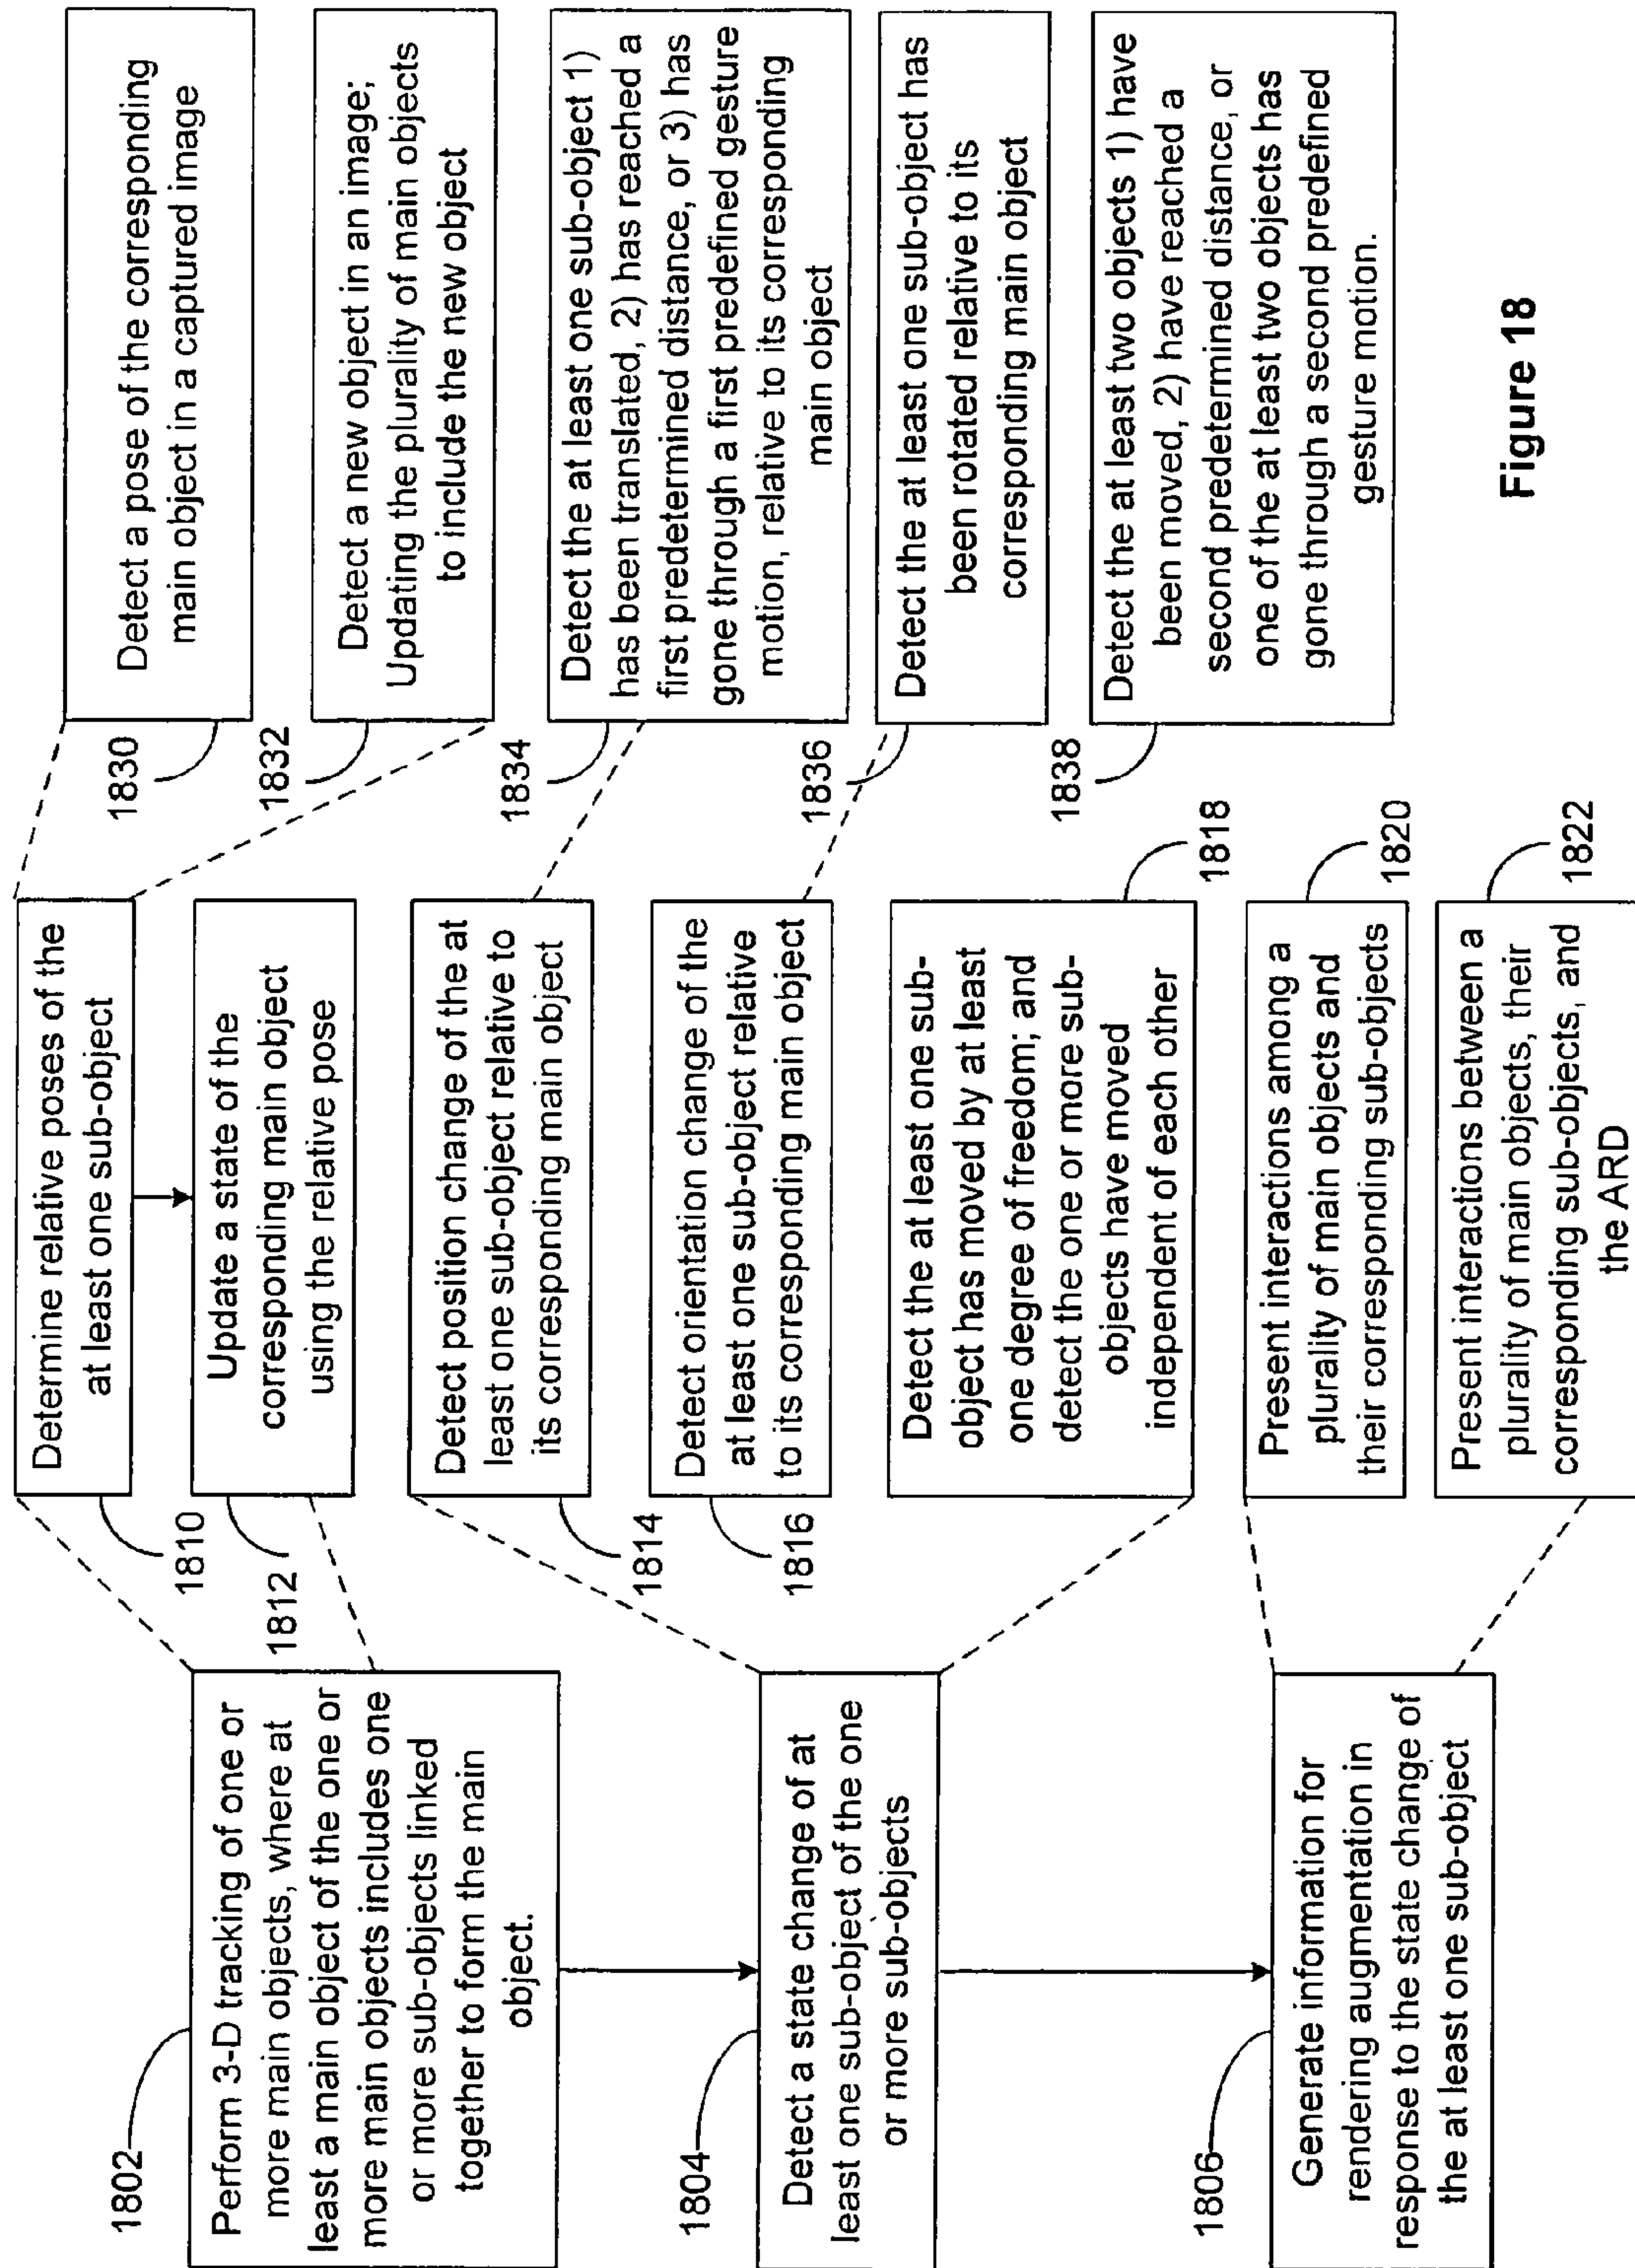 1802
Perform 3-D tracking of one or
more main objects, where at
least a main object of the one or
more main objects includes one
or more sub-objects linked
together to form the main
object.
1804
Detect a state change of at
least one sub-object of the one
or more sub-objects
1806
Generate information for
rendering augmentation in
response to the state change of
the at least one sub-object
Determine relative poses of the
at least one sub-object
1810
Update a state of the
corresponding main object
using the relative pose
1812
Detect position change of the at
least one sub-object relative to
its corresponding main object
1814
Detect orientation change of the
at least one sub-object relative
to its corresponding main object
1816
Detect the at least one sub-
object has moved by at least
one degree of freedom; and
detect the one or more sub-
objects have moved
independent of each other
1818
Present interactions among a
plurality of main objects and
their corresponding sub-objects
1820
Present interactions between a
plurality of main objects, their
corresponding sub-objects, and
the ARD
1822
Detect a pose of the corresponding
main object in a captured image
1830
Detect a new object in an image;
Updating the plurality of main objects
to include the new object
1832
Detect the at least one sub-object 1)
has been translated, 2) has reached a
first predetermined distance, or 3) has
gone through a first predefined gesture
motion, relative to its corresponding
main object
1834
Detect the at least one sub-object has
been rotated relative to its
corresponding main object
1836
Detect the at least two objects 1) have
been moved, 2) have reached a
second predetermined distance, or
one of the at least two objects has
gone through a second predefined
gesture motion.
1838
Figure 18